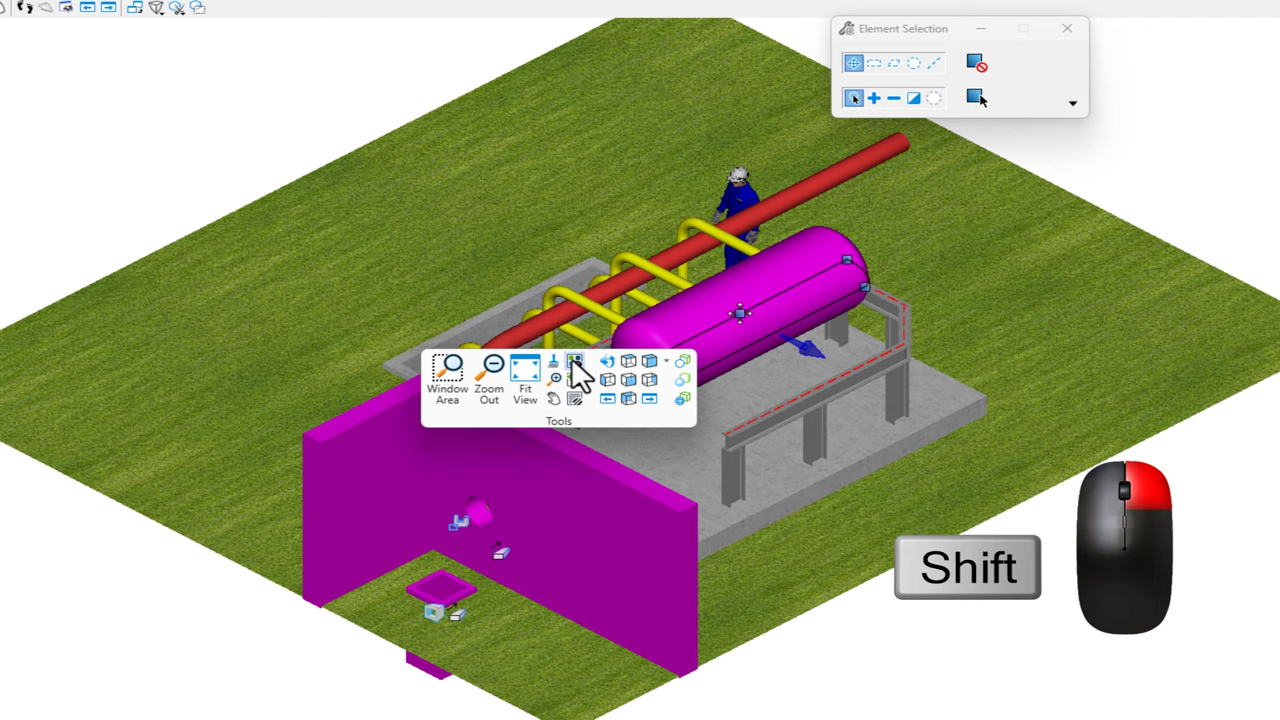 Element Selection
Window
Area
Zoom
Out
Fit
View
Tools
Shift